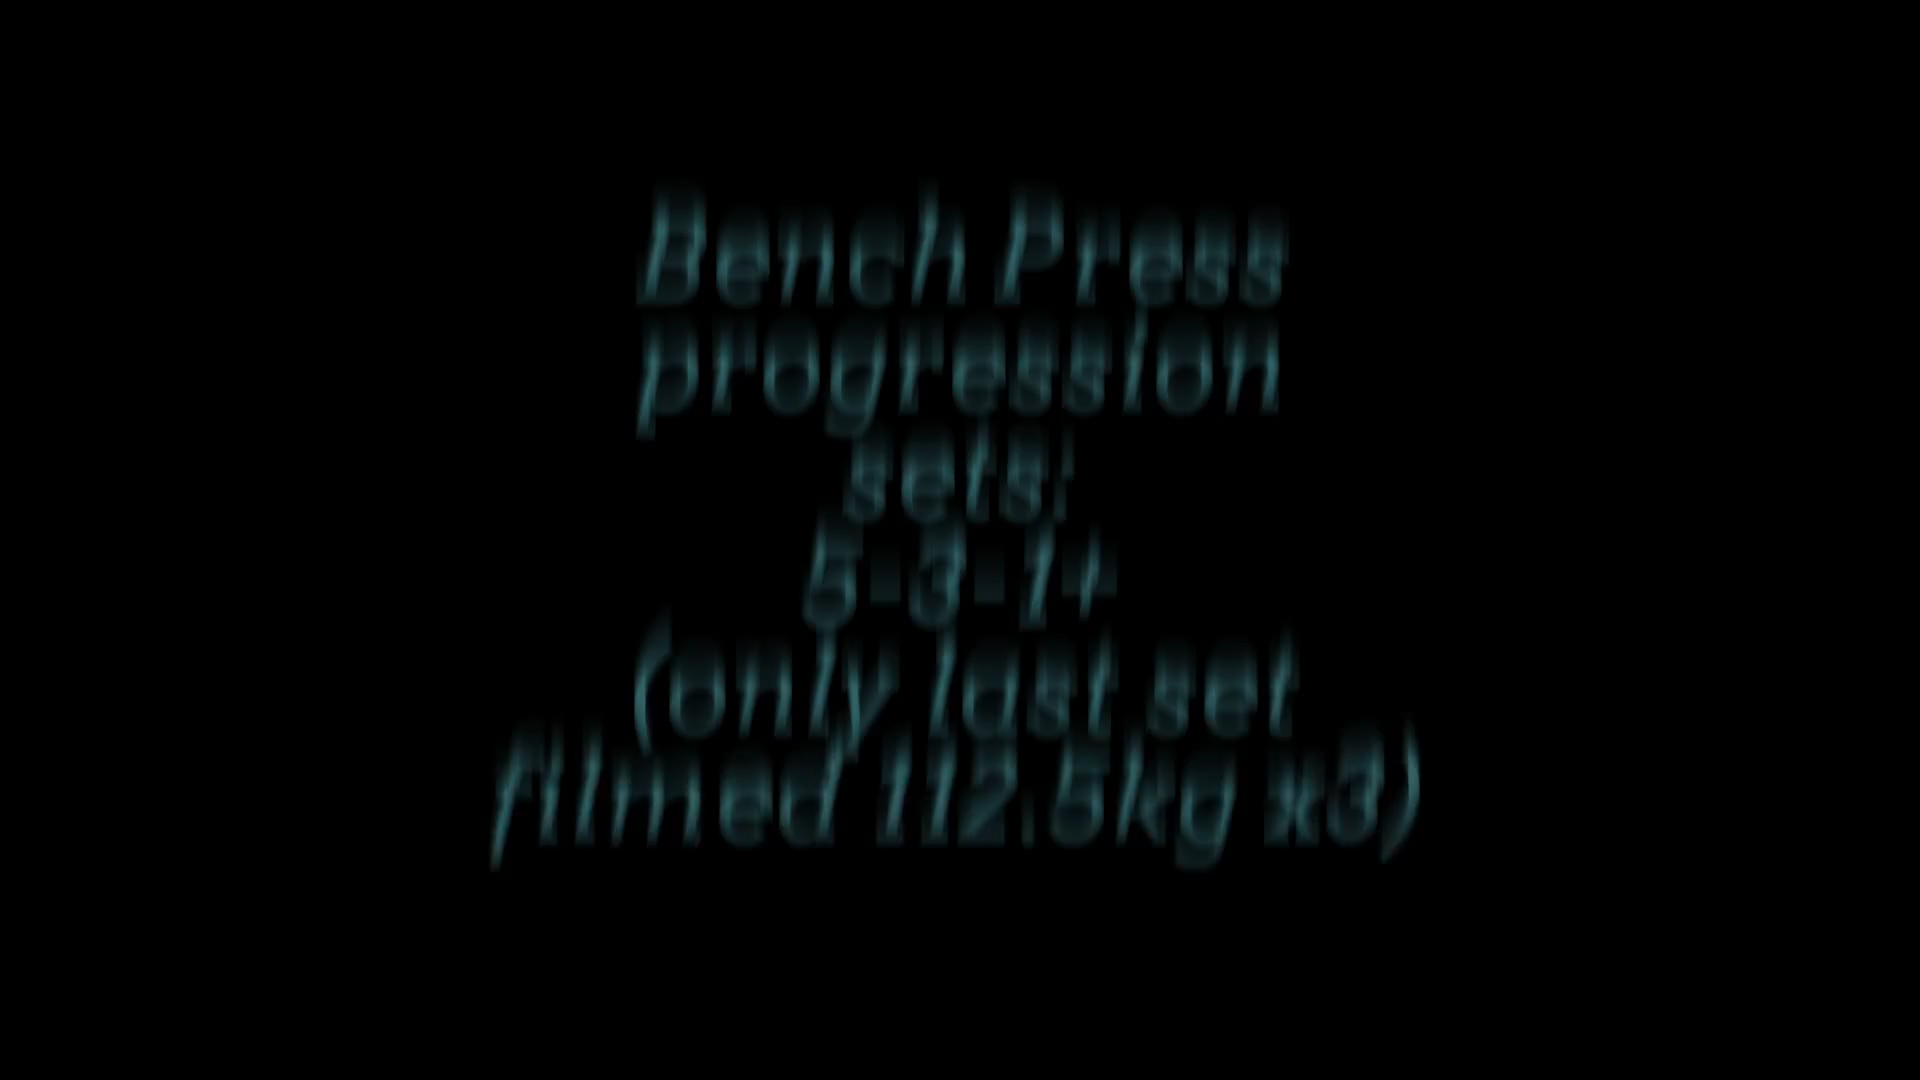 Bench Press
progression
sets:
5-3-1+
(only last set
filmed 112.5kg x3)